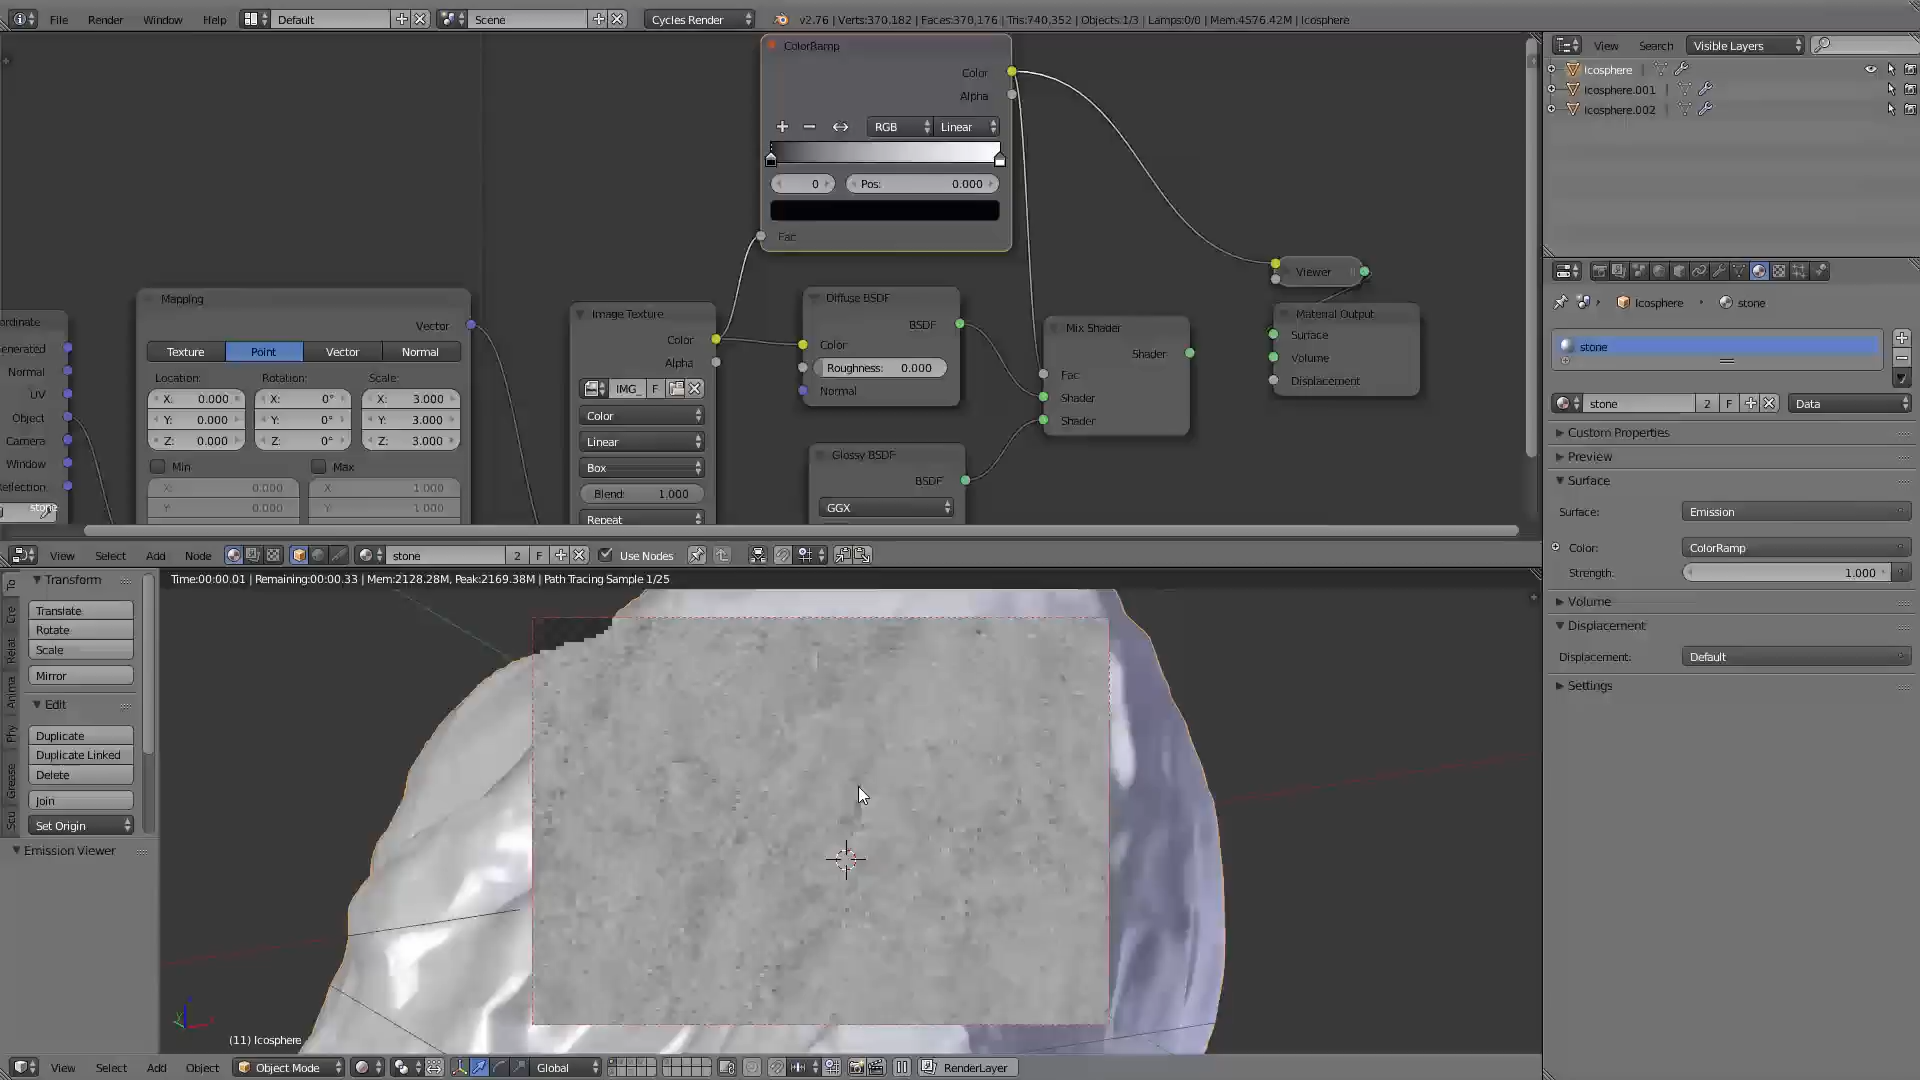 File Render Window Help Default Scene Cycles Render v2.76 | Verts:370,182 | Faces:370,176 | Tris:740,352 | Objects:1/3 | Lamps:0/0 | Mem:4576.42M | Icosphere
ColorRamp
Color
Alpha
RGB Linear
0 Pos: 0.000
Fac
Mapping
Vector
Texture Point Vector Normal
Location: Rotation: Scale:
X: 0.000 X: 0° X: 3.000
Y: 0.000 Y: 0° Y: 3.000
Z: 0.000 Z: 0° Z: 3.000
Min Max
X: 0.000 X 1.000
Y: 0.000 Y 1.000
ordinate
enerated
Normal
UV
Object
Camera
Window
Reflection
stone
Image Texture
Color
Alpha
IMG_ F
Color
Linear
Box
Blend: 1.000
Repeat
Diffuse BSDF
BSDF
Color
Roughness: 0.000
Normal
Glossy BSDF
BSDF
GGX
Mix Shader
Shader
Fac
Shader
Shader
Viewer
Material Output
Surface
Volume
Displacement
View Select Add Node stone 2 F Use Nodes
Transform
Translate
Rotate
Scale
Mirror
Edit
Duplicate
Duplicate Linked
Delete
Join
Set Origin
Emission Viewer
To
Cre
Relat
Anima
Phy
Grease
Scu
Time:00:00.01 | Remaining:00:00.33 | Mem:2128.28M, Peak:2169.38M | Path Tracing Sample 1/25
(11) Icosphere
View Select Add Object Object Mode Global RenderLayer
View Search Visible Layers
Icosphere
Icosphere.001
Icosphere.002
Icosphere stone
stone
stone 2 F Data
Custom Properties
Preview
Surface
Surface: Emission
Color: ColorRamp
Strength: 1.000
Volume
Displacement
Displacement: Default
Settings